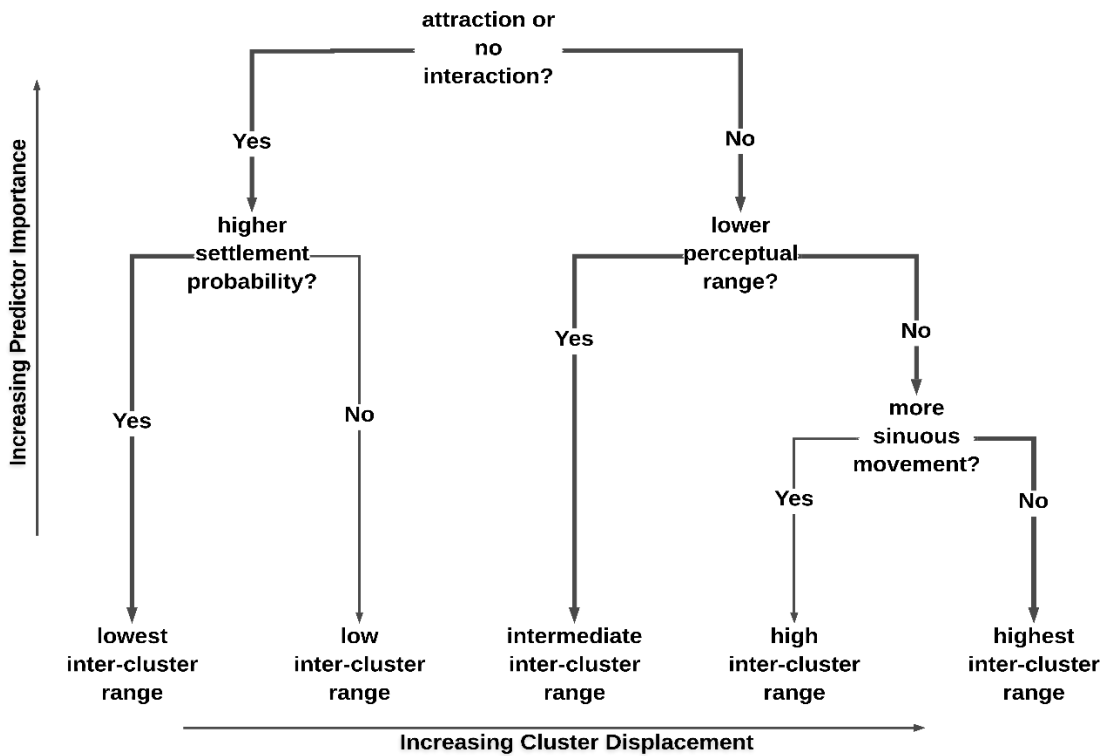 attraction or
no
interaction?
Yes
No
higher
settlement
probability?
lower
perceptual
range?
Yes
No
Yes
No
more
sinuous
movement?
Yes
No
lowest
inter-cluster
range
low
inter-cluster
range
intermediate
inter-cluster
range
high
inter-cluster
range
highest
inter-cluster
range
Increasing Predictor Importance
Increasing Cluster Displacement